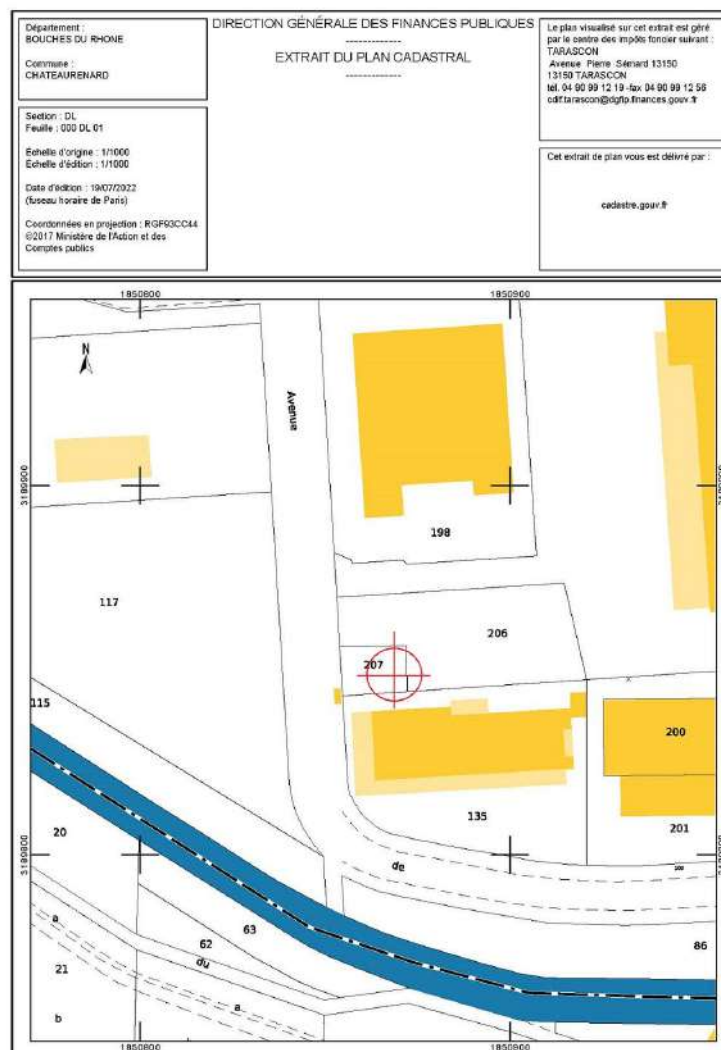 Département :
BOUCHES DU RHONE
Commune :
CHATEAURENARD
Section : DL
Feuille : 000 DL 01
Échelle d'origine : 1/1000
Échelle d'édition : 1/1000
Date d'édition : 19/07/2022
(fuseau horaire de Paris)
Coordonnées en projection : RGF93CC44
©2017 Ministère de l'Action et des
Comptes publics
DIRECTION GÉNÉRALE DES FINANCES PUBLIQUES
-------------
EXTRAIT DU PLAN CADASTRAL
-------------
Le plan visualisé sur cet extrait est géré
par le centre des impôts foncier suivant :
TARASCON
Avenue Pierre Sémard 13150
13150 TARASCON
tél. 04 90 99 12 19 -fax 04 90 99 12 56
cdif.tarascon@dgfip.finances.gouv.fr
Cet extrait de plan vous est délivré par :
cadastre.gouv.fr
1850800
1850900
N
Avenue
3189900
3189900
198
117
206
207
115
200
135
201
3189800
3189800
20
de
63
62
86
a
du
21
a
b
1850800
1850900